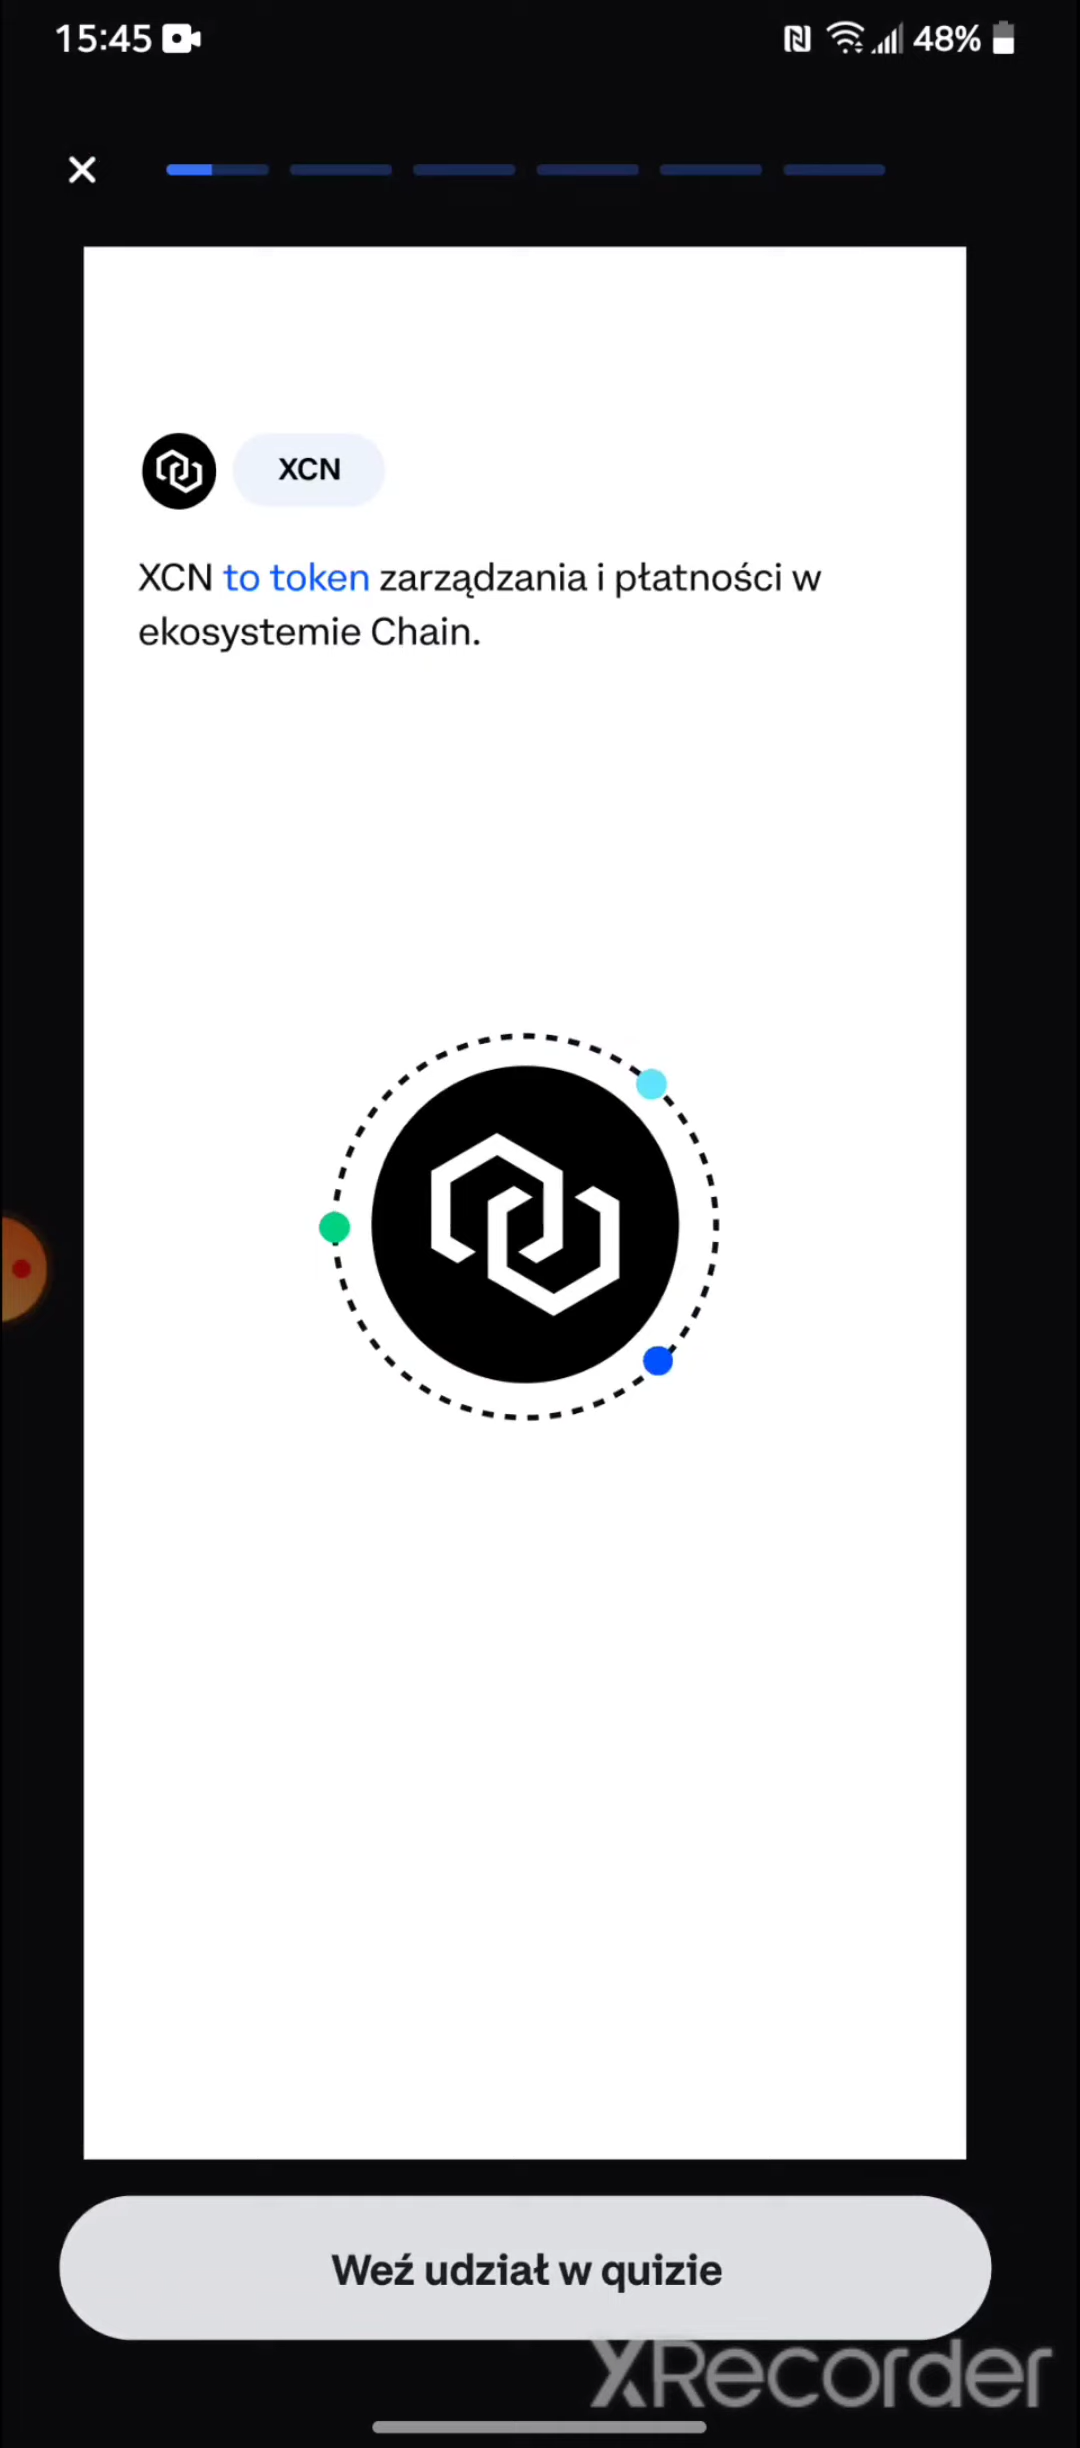 15:45
48%
XCN
XCN to token zarządzania i płatności w
ekosystemie Chain.
Weź udział w quizie
XRecorder